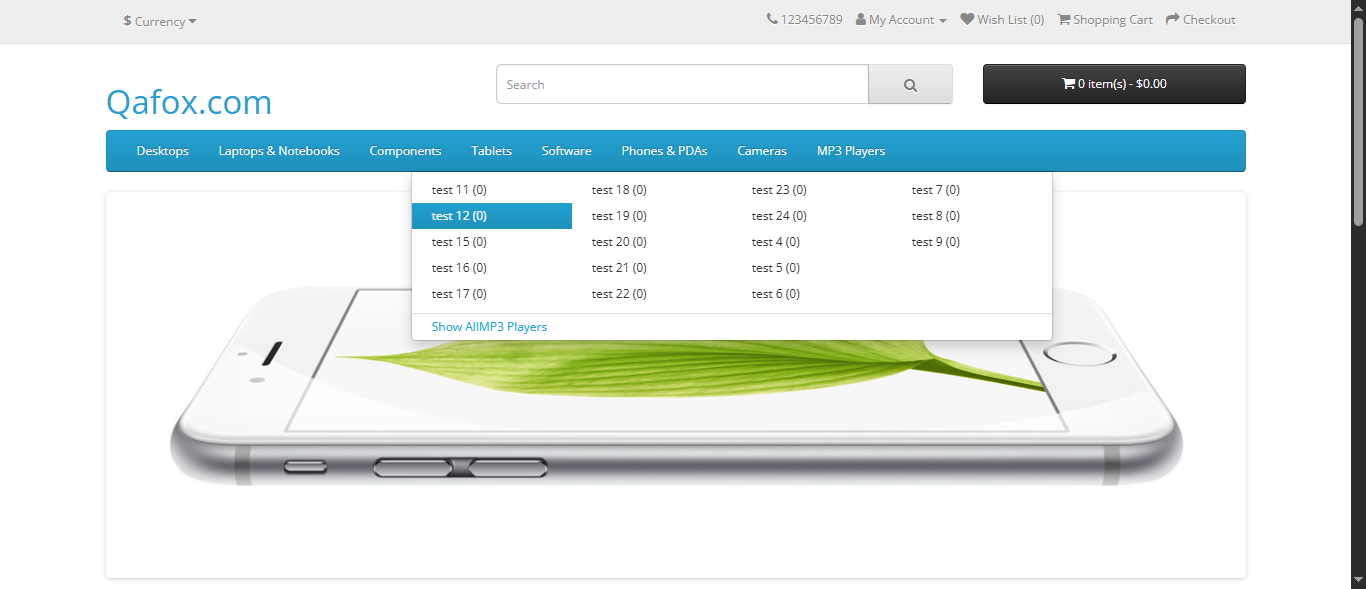 $ Currency
123456789 My Account Wish List (0) Shopping Cart Checkout
Qafox.com
Search
0 item(s) - $0.00
Desktops Laptops & Notebooks Components Tablets Software Phones & PDAs Cameras MP3 Players
test 11 (0) test 18 (0) test 23 (0) test 7 (0)
test 12 (0) test 19 (0) test 24 (0) test 8 (0)
test 15 (0) test 20 (0) test 4 (0) test 9 (0)
test 16 (0) test 21 (0) test 5 (0)
test 17 (0) test 22 (0) test 6 (0)
Show AllMP3 Players